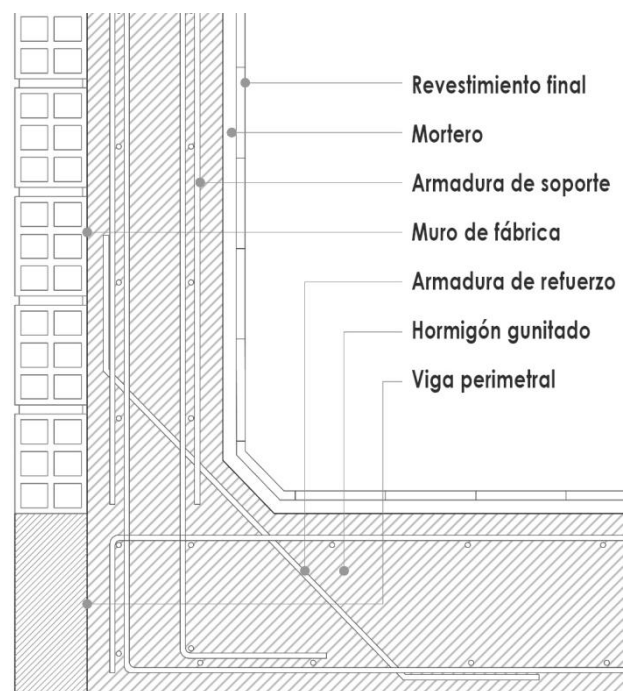 Revestimiento final
Mortero
Armadura de soporte
Muro de fábrica
Armadura de refuerzo
Hormigón gunitado
Viga perimetral